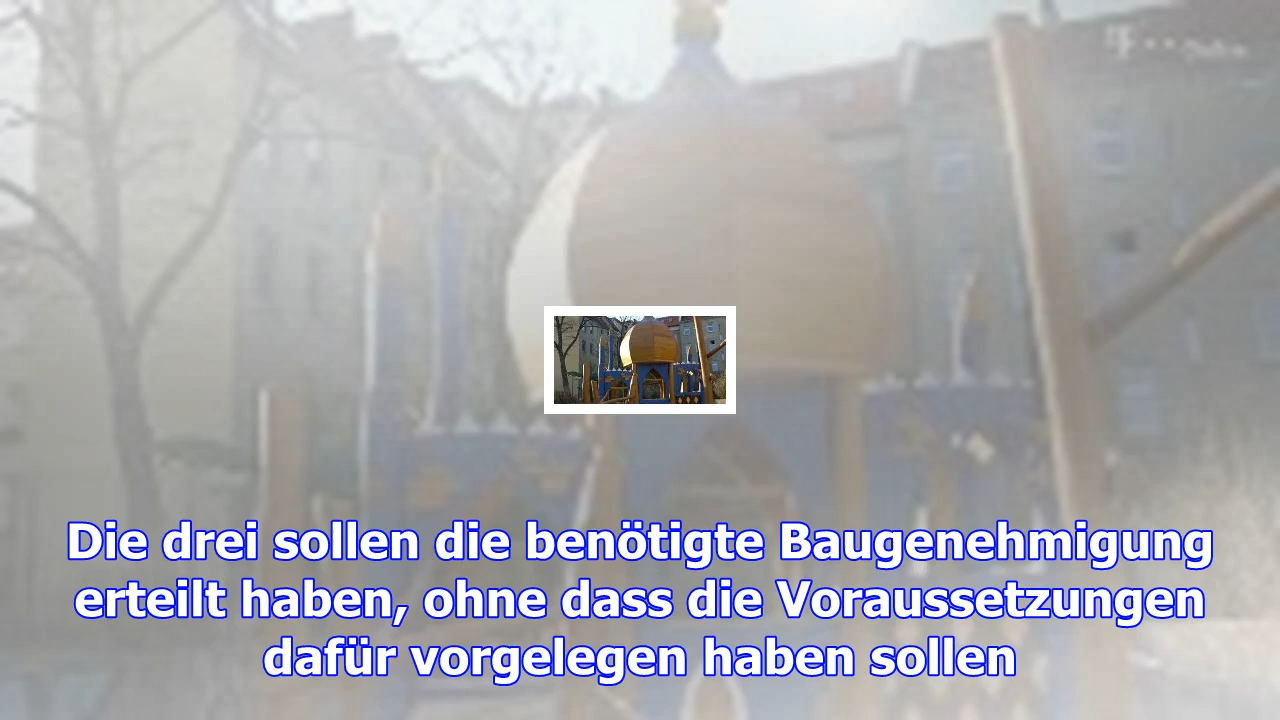 Die drei sollen die benötigte Baugenehmigung
erteilt haben, ohne dass die Voraussetzungen
dafür vorgelegen haben sollen